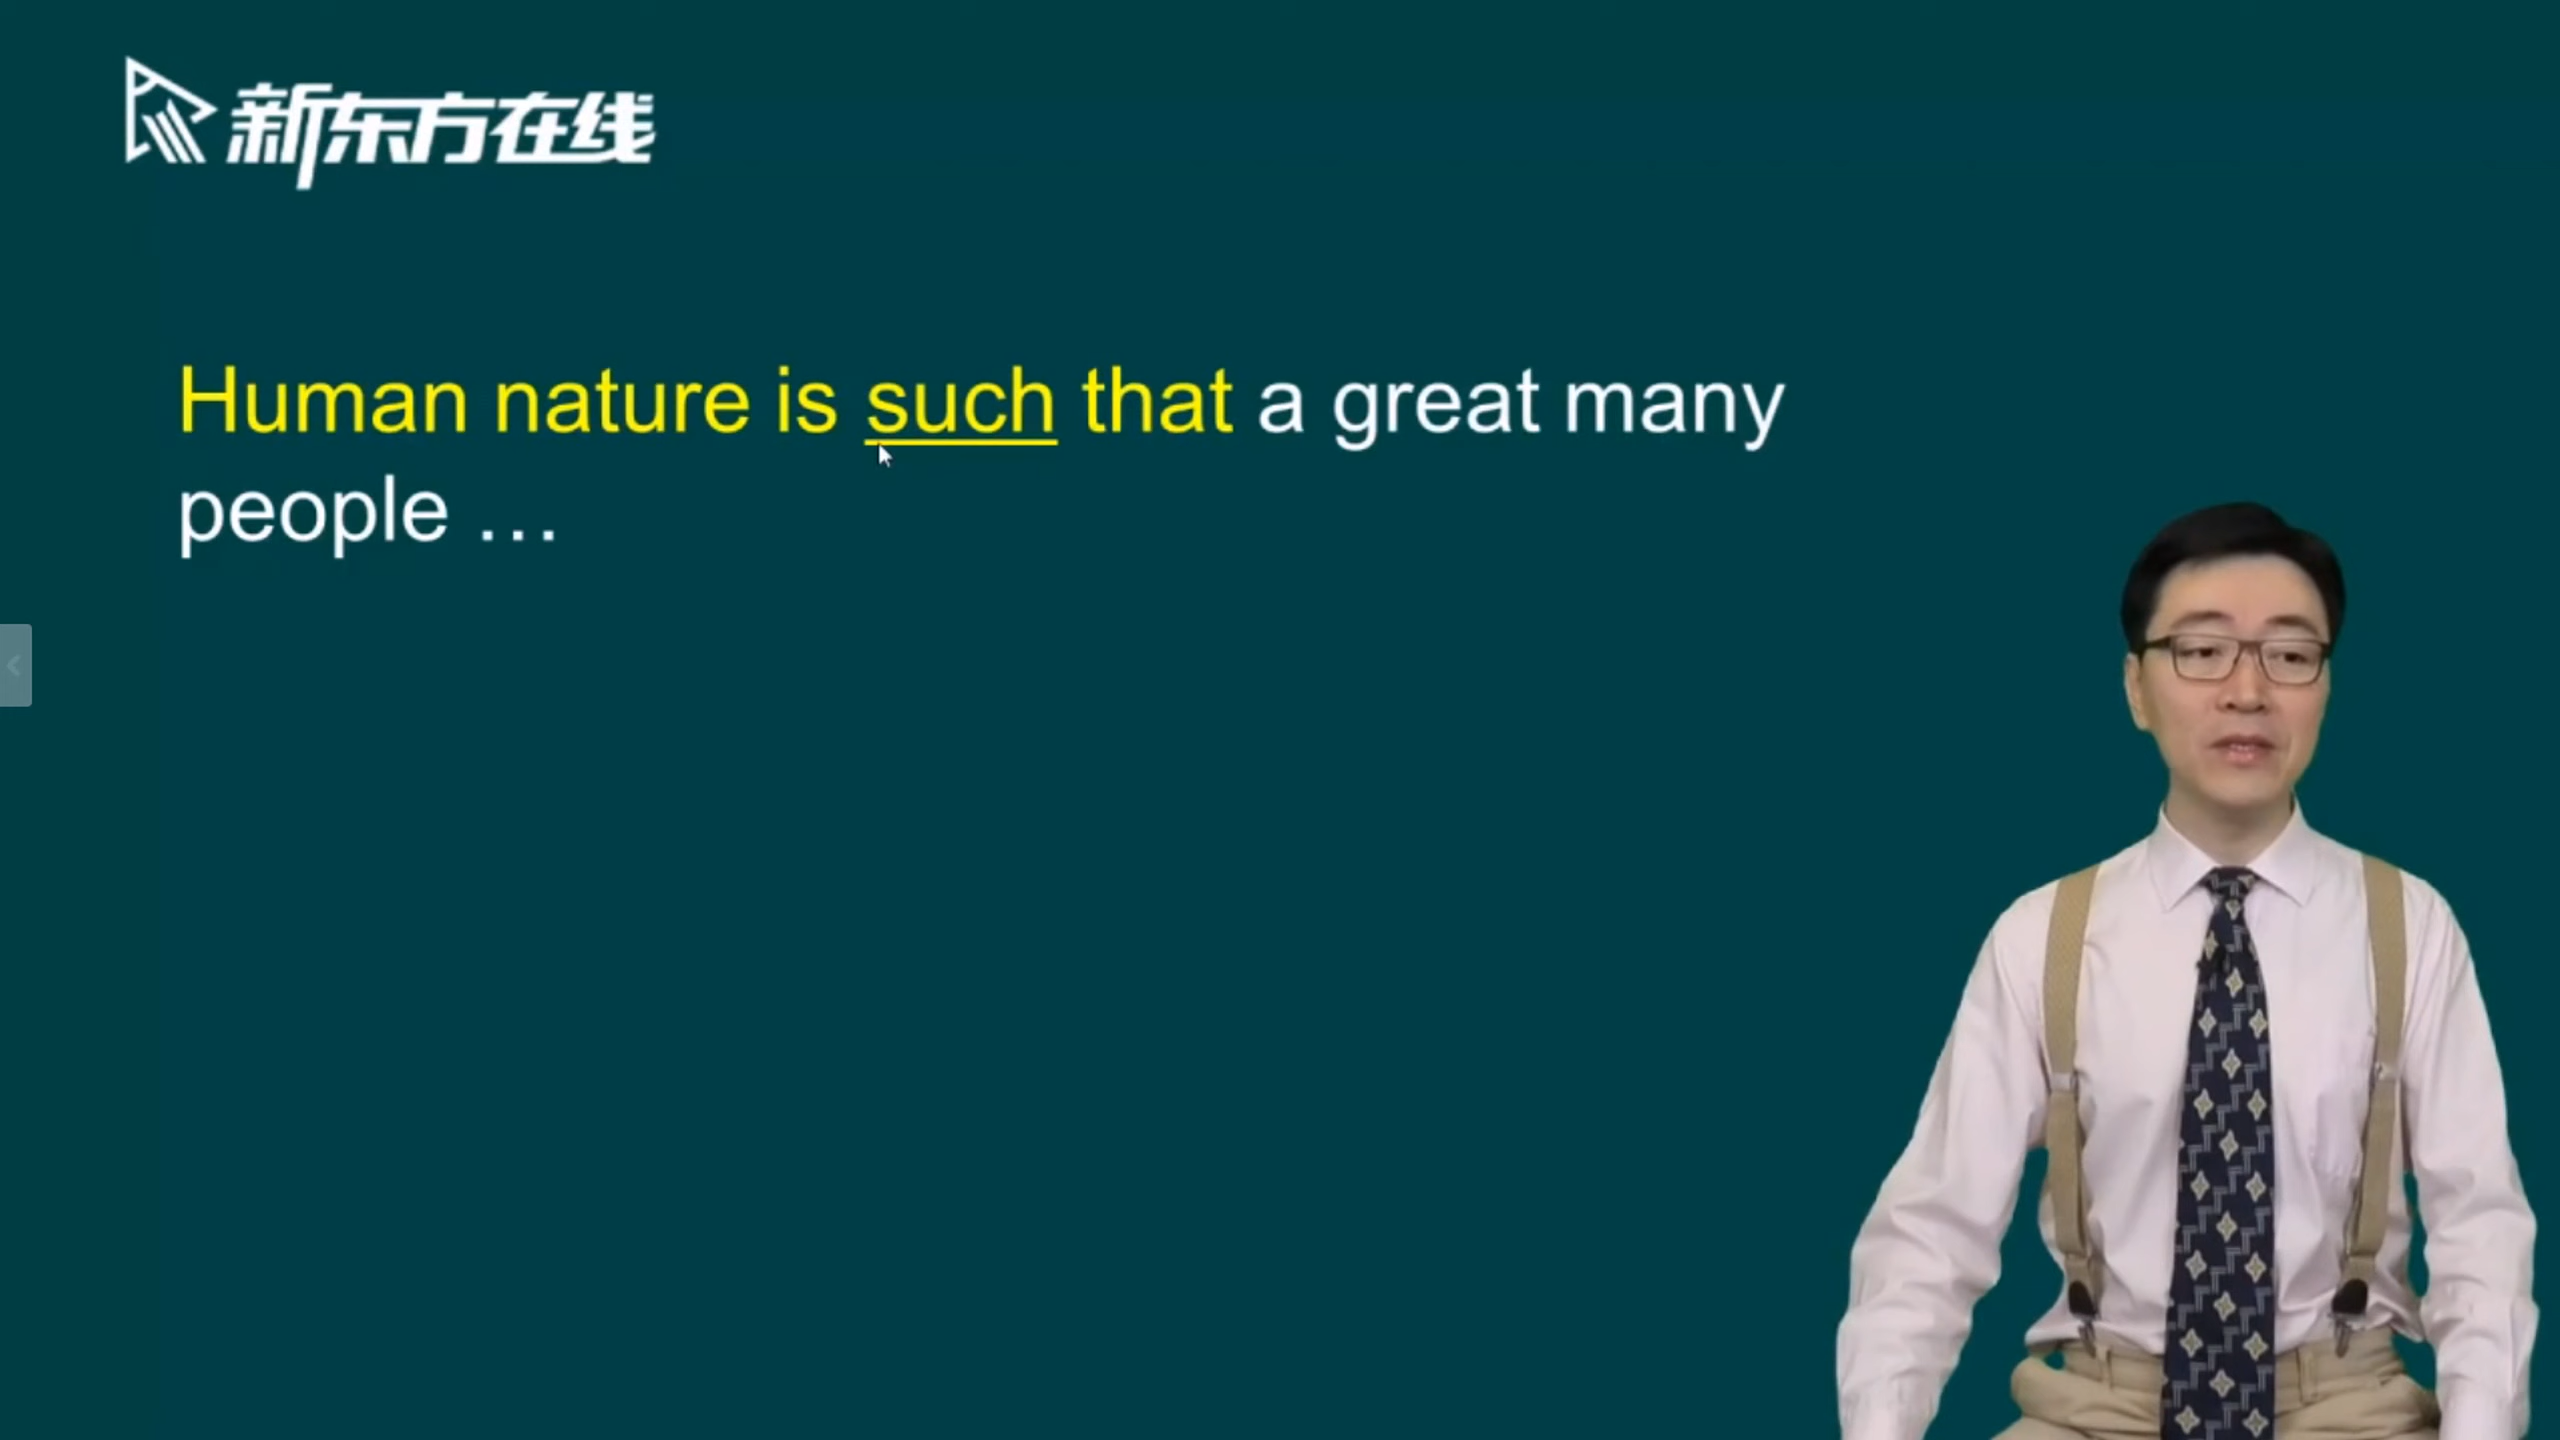 新东方在线
Human nature is such that a great many
people …